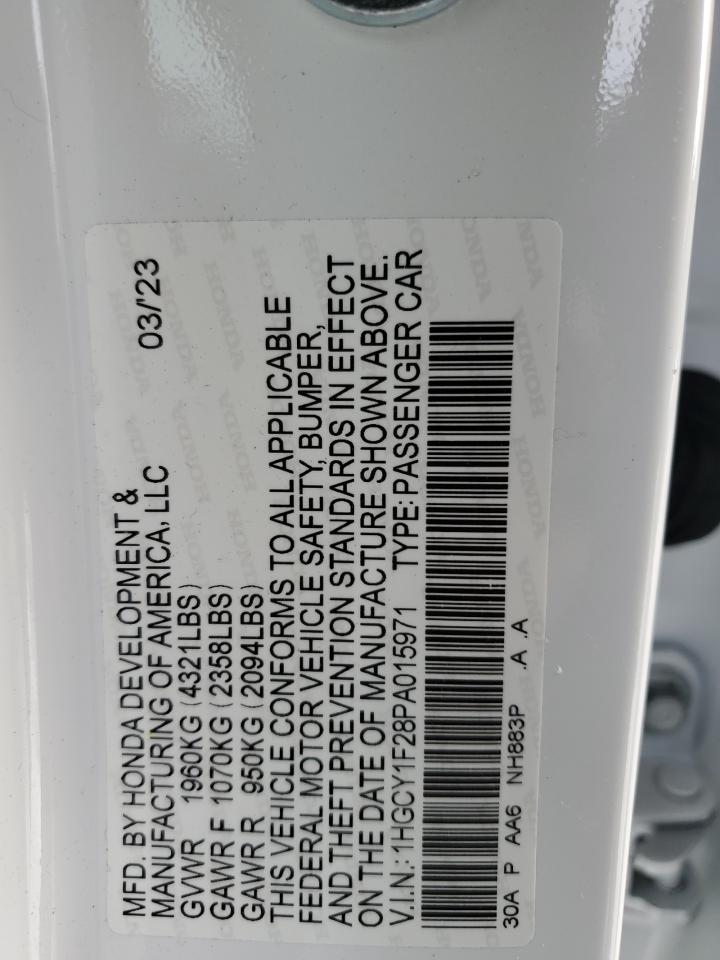 MFD. BY HONDA DEVELOPMENT &
MANUFACTURING OF AMERICA, LLC 03/'23
GVWR 1960KG (4321LBS)
GAWR F 1070KG (2358LBS)
GAWR R 950KG (2094LBS)
THIS VEHICLE CONFORMS TO ALL APPLICABLE
FEDERAL MOTOR VEHICLE SAFETY, BUMPER,
AND THEFT PREVENTION STANDARDS IN EFFECT
ON THE DATE OF MANUFACTURE SHOWN ABOVE.
V.I.N.: 1HGCY1F28PA015971 TYPE: PASSENGER CAR
30A P AA6 NH883P .A .A